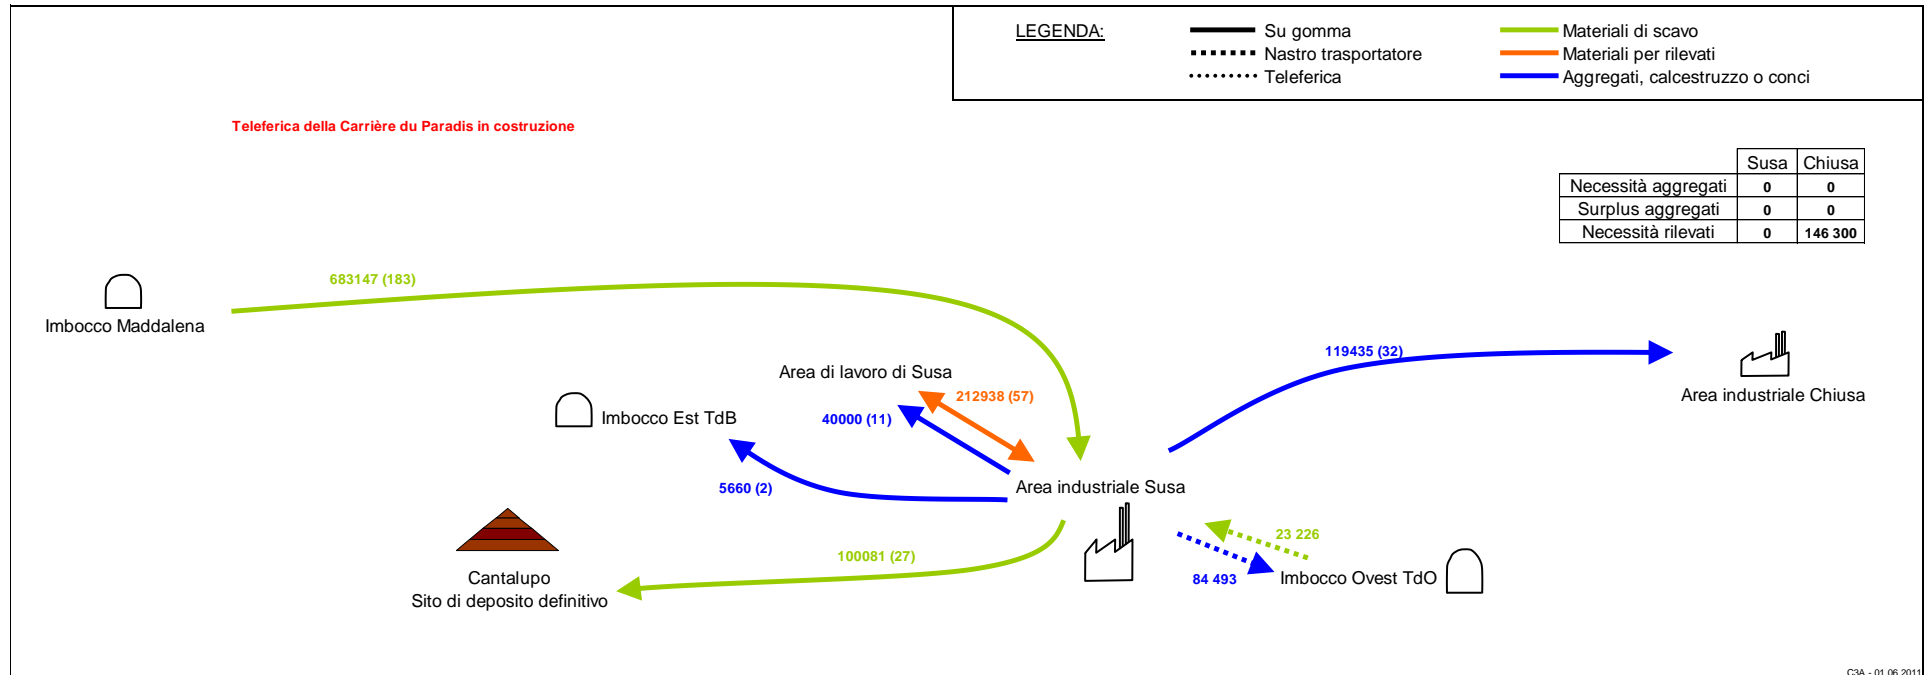 LEGENDA:
Su gomma
Nastro trasportatore
Teleferica
Materiali di scavo
Materiali per rilevati
Aggregati, calcestruzzo o conci
Teleferica della Carrière du Paradis in costruzione
Susa Chiusa
Necessità aggregati 0 0
Surplus aggregati 0 0
Necessità rilevati 0 146 300
683147 (183)
Imbocco Maddalena
119435 (32)
Area industriale Chiusa
Area di lavoro di Susa
212938 (57)
40000 (11)
Imbocco Est TdB
5660 (2)
Area industriale Susa
23 226
84 493
Imbocco Ovest TdO
100081 (27)
Cantalupo
Sito di deposito definitivo
C3A - 01.06.2011